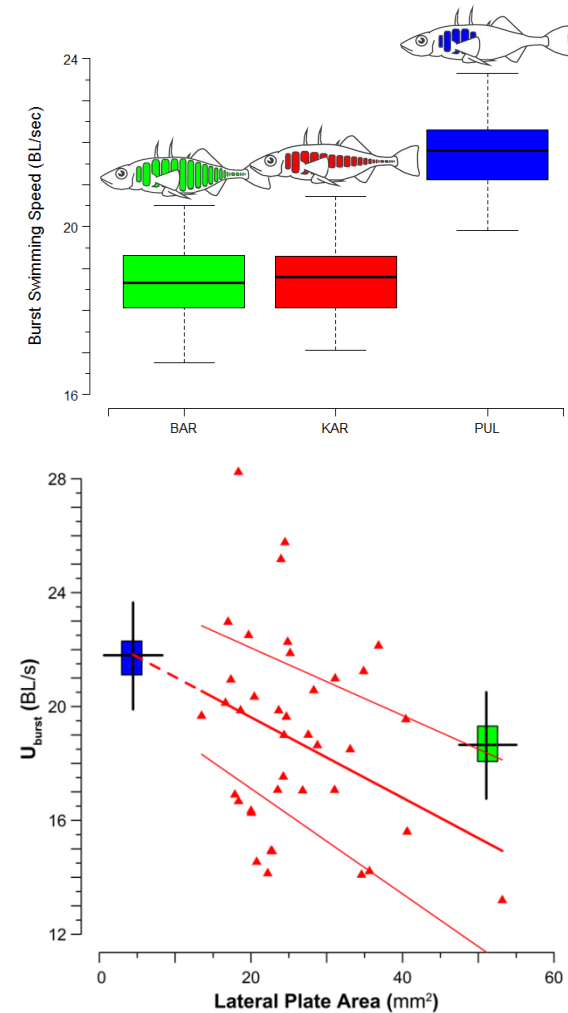 Burst Swimming Speed (BL/sec)
24
20
16
BAR KAR PUL
U_burst (BL/s)
28
24
20
16
12
0 20 40 60
Lateral Plate Area (mm²)